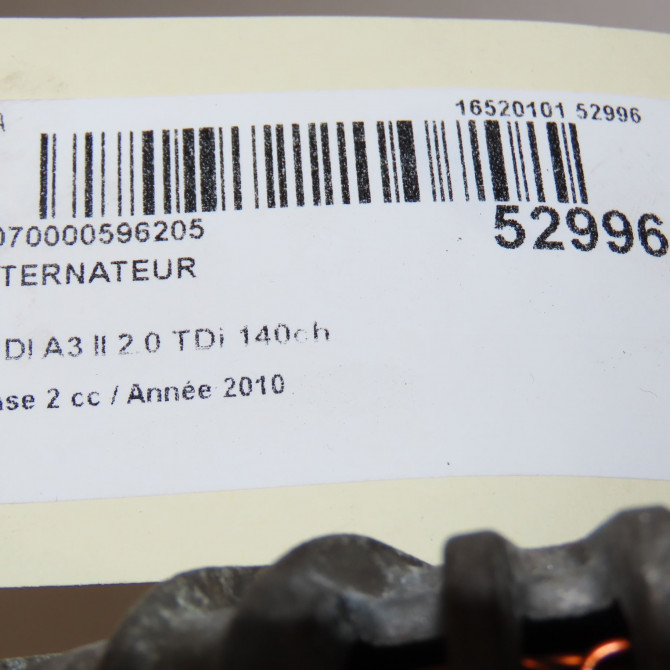 16520101 52996
070000596205
52996
TERNATEUR
DI A3 II 2.0 TDi 140ch
se 2 cc / Année 2010